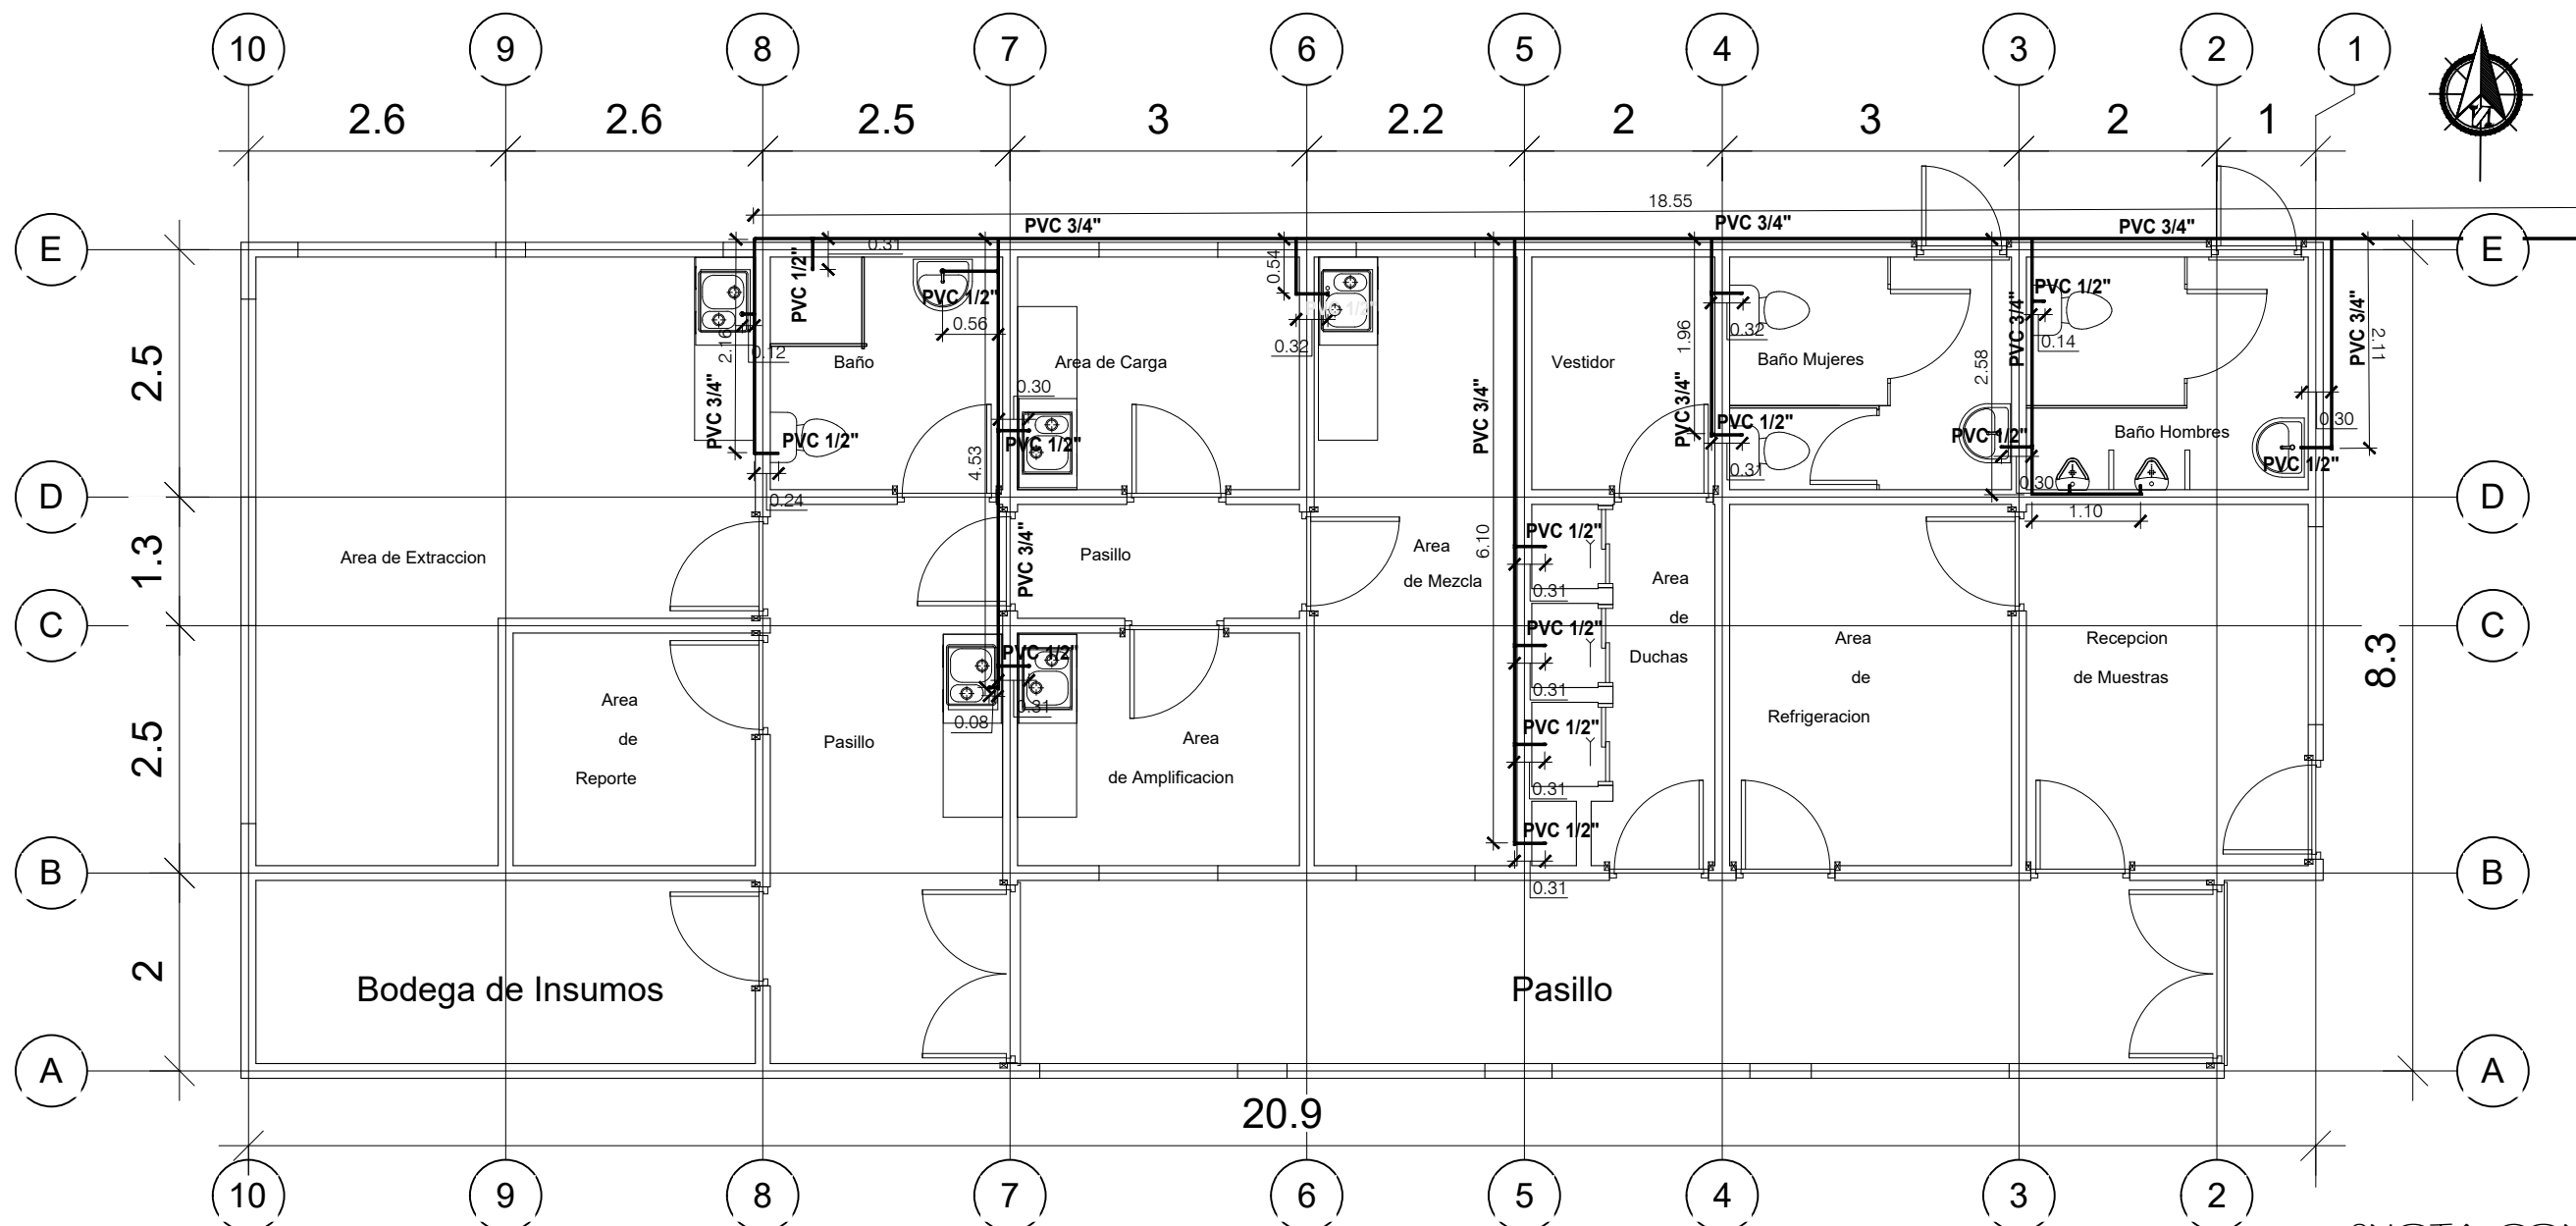 10 9 8 7 6 5 4 3 2 1
2.6 2.6 2.5 3 2.2 2 3 2 1
18.55
PVC 3/4" PVC 3/4" PVC 3/4"
E E
0.31
0.54
PVC 1/2"
PVC 1/2"
PVC 1/2"
PVC 3/4"
PVC 3/4"
2.11
0.56
0.32
0.32
0.14
1.96
2.58
2.16
0.12
2.5
Baño
Area de Carga
Vestidor
Baño Mujeres
0.30
PVC 3/4"
PVC 3/4"
PVC 3/4"
PVC 1/2"
PVC 1/2"
PVC 1/2"
PVC 1/2"
Baño Hombres
0.30
PVC 1/2"
4.53
0.31
0.30
0.24
D D
1.10
1.3
Area de Extraccion
PVC 3/4"
Pasillo
Area
de Mezcla
6.10
PVC 1/2"
0.31
Area
de
Duchas
C C
PVC 1/2"
0.31
PVC 1/2"
0.31
PVC 1/2"
0.31
Area
de
Refrigeracion
Recepcion
de Muestras
8.3
PVC 1/2"
0.08
0.31
2.5
Area
de
Reporte
Pasillo
Area
de Amplificacion
B B
2
Bodega de Insumos
Pasillo
A A
20.9
10 9 8 7 6 5 4 3 2